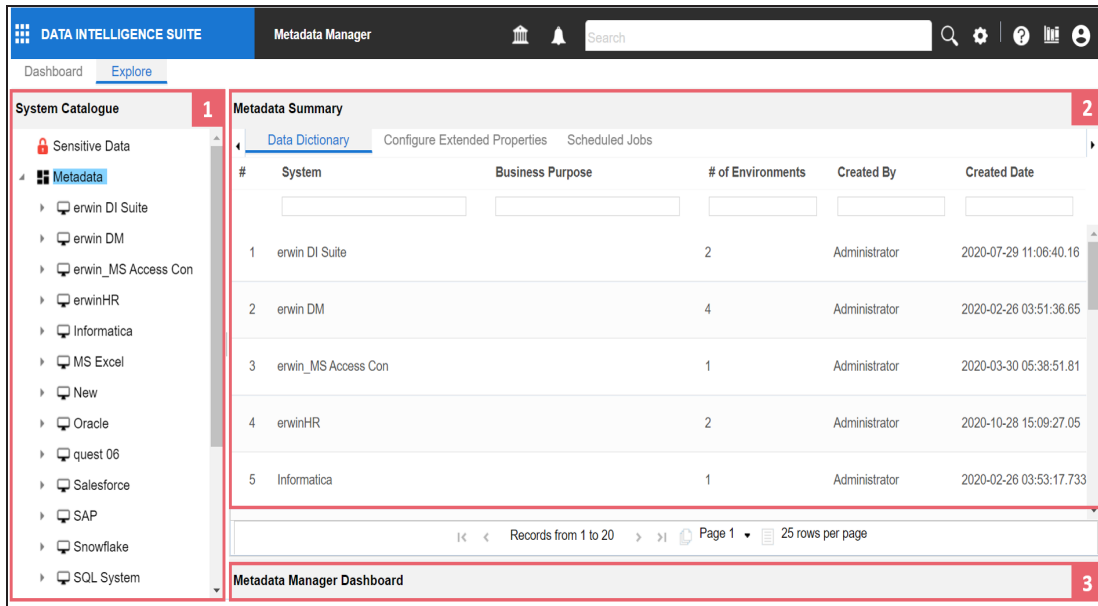 DATA INTELLIGENCE SUITE
Metadata Manager
Search
Dashboard
Explore
System Catalogue
1
Sensitive Data
Metadata
erwin DI Suite
erwin DM
erwin_MS Access Con
erwinHR
Informatica
MS Excel
New
Oracle
quest 06
Salesforce
SAP
Snowflake
SQL System
Metadata Summary
2
Data Dictionary Configure Extended Properties Scheduled Jobs
# System Business Purpose # of Environments Created By Created Date
1 erwin DI Suite 2 Administrator 2020-07-29 11:06:40.16
2 erwin DM 4 Administrator 2020-02-26 03:51:36.65
3 erwin_MS Access Con 1 Administrator 2020-03-30 05:38:51.81
4 erwinHR 2 Administrator 2020-10-28 15:09:27.05
5 Informatica 1 Administrator 2020-02-26 03:53:17.733
Records from 1 to 20 Page 1 25 rows per page
Metadata Manager Dashboard
3